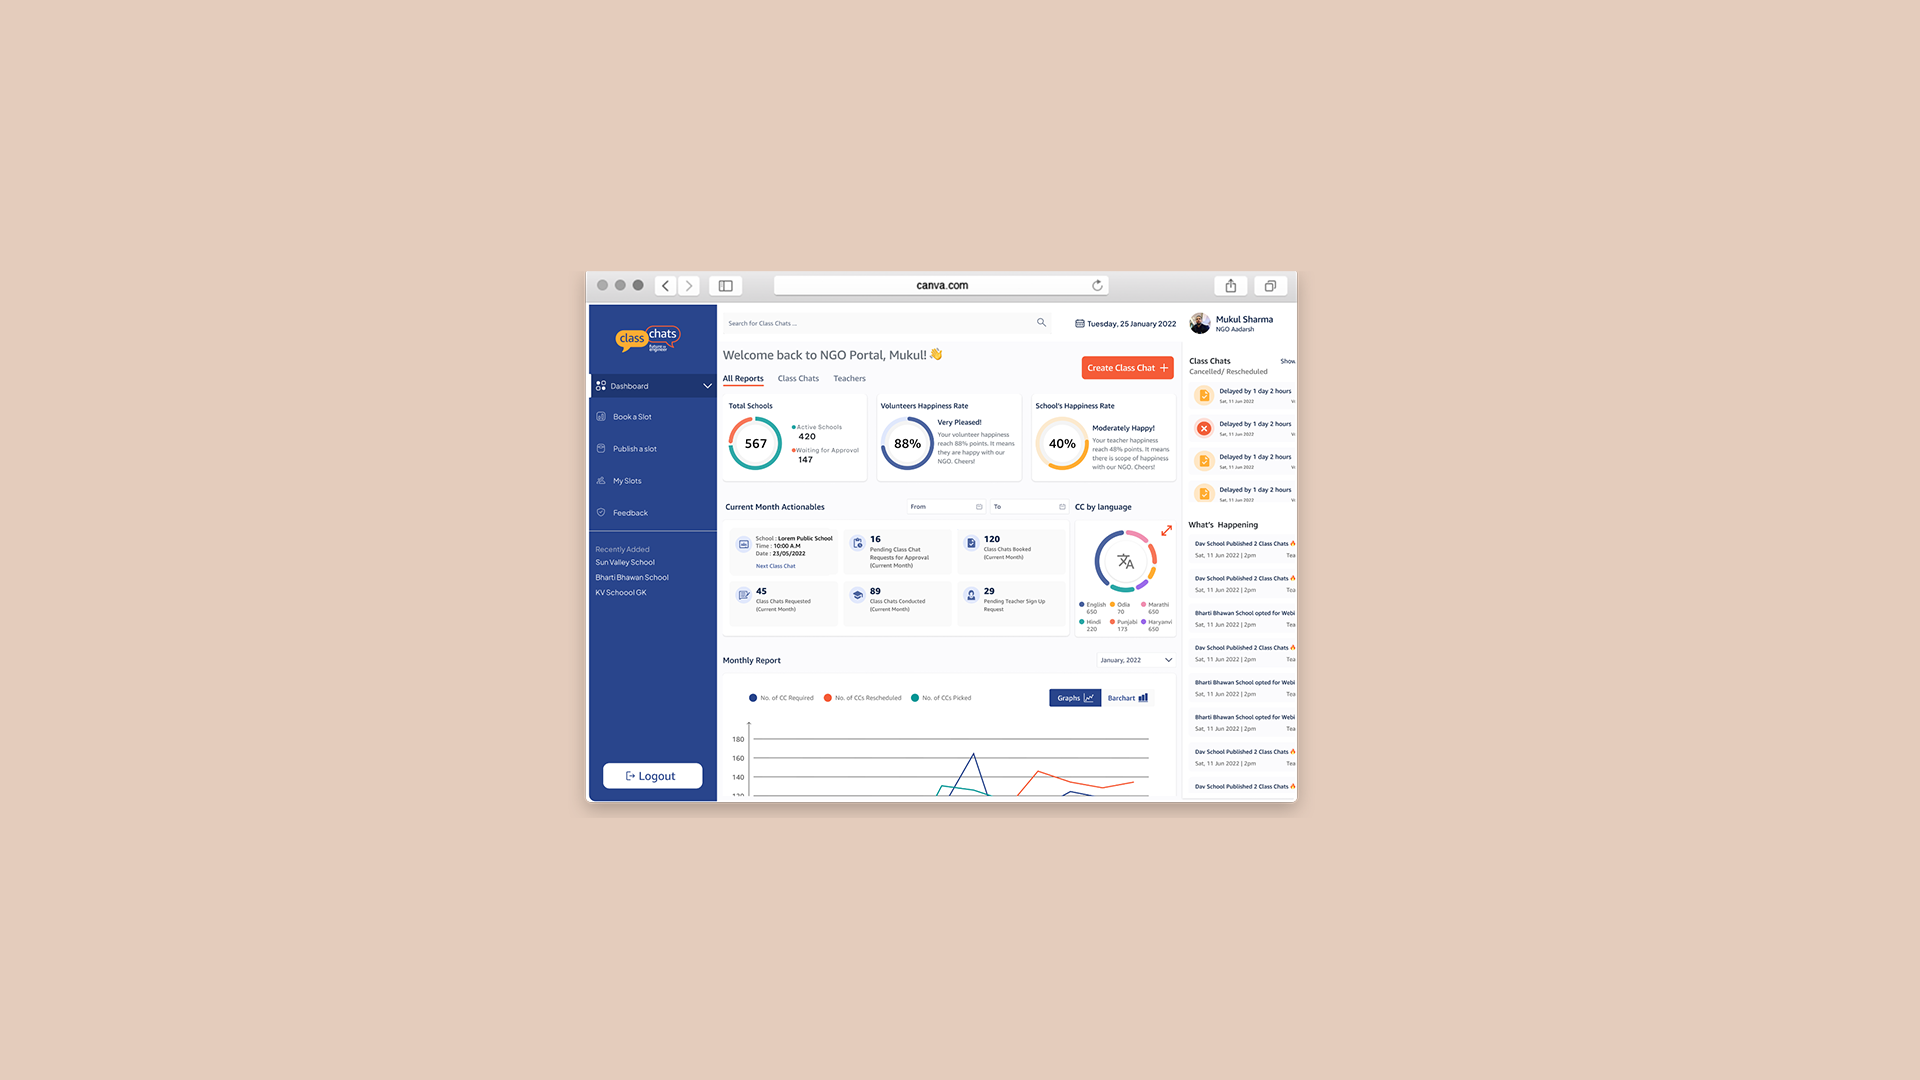 canva.com
class chats
future engineer
Dashboard
Book a Slot
Publish a slot
My Slots
Feedback
Recently Added
Sun Valley School
Bharti Bhawan School
KV Schoool GK
Logout
Search for Class Chats ...
Tuesday, 25 January 2022
Mukul Sharma
NGO Aadarsh
Welcome back to NGO Portal, Mukul! 👋
Create Class Chat +
All Reports
Class Chats
Teachers
Total Schools
567
Active Schools
420
Waiting for Approval
147
Volunteers Happiness Rate
88%
Very Pleased!
Your volunteer happiness
reach 88% points. It means
they are happy with our
NGO. Cheers!
School's Happiness Rate
40%
Moderately Happy!
Your teacher happiness
reach 48% points. It means
there is scope of happiness
with our NGO. Cheers!
Current Month Actionables
From
To
School : Lorem Public School
Time : 10:00 A.M
Date : 23/05/2022
Next Class Chat
16
Pending Class Chat
Requests for Approval
(Current Month)
120
Class Chats Booked
(Current Month)
45
Class Chats Requested
(Current Month)
89
Class Chats Conducted
(Current Month)
29
Pending Teacher Sign Up
Request
CC by language
English
650
Odia
70
Marathi
650
Hindi
220
Punjabi
173
Haryanvi
650
Monthly Report
January, 2022
No. of CC Required
No. of CCs Rescheduled
No. of CCs Picked
Graphs
Barchart
180
160
140
120
Class Chats
Show
Cancelled/ Rescheduled
Delayed by 1 day 2 hours
Sat, 11 Jun 2022
Delayed by 1 day 2 hours
Sat, 11 Jun 2022
Delayed by 1 day 2 hours
Sat, 11 Jun 2022
Delayed by 1 day 2 hours
Sat, 11 Jun 2022
What's Happening
Dav School Published 2 Class Chats 🔥
Sat, 11 Jun 2022 | 2pm Tea
Dav School Published 2 Class Chats 🔥
Sat, 11 Jun 2022 | 2pm Tea
Bharti Bhawan School opted for Webi
Sat, 11 Jun 2022 | 2pm Tea
Dav School Published 2 Class Chats 🔥
Sat, 11 Jun 2022 | 2pm Tea
Bharti Bhawan School opted for Webi
Sat, 11 Jun 2022 | 2pm Tea
Bharti Bhawan School opted for Webi
Sat, 11 Jun 2022 | 2pm Tea
Dav School Published 2 Class Chats 🔥
Sat, 11 Jun 2022 | 2pm Tea
Dav School Published 2 Class Chats 🔥